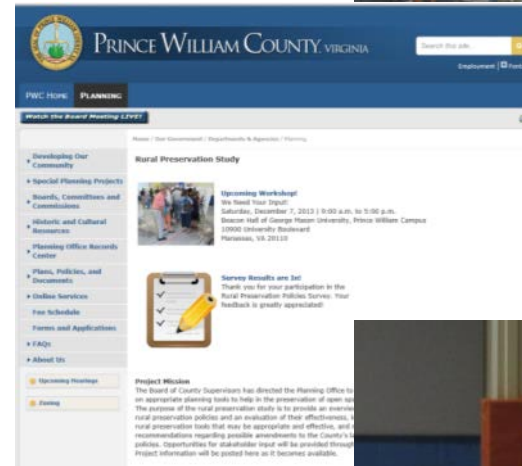 PRINCE WILLIAM COUNTY, VIRGINIA
Search this site...
Employment | Font
PWC HOME PLANNING
Watch the Board Meeting LIVE!
Home / Our Government / Departments & Agencies / Planning
Developing Our
Community
Special Planning Projects
Boards, Committees and
Commissions
Historic and Cultural
Resources
Planning Office Records
Center
Plans, Policies, and
Documents
Online Services
Fee Schedule
Forms and Applications
FAQs
About Us
Upcoming Hearings
Zoning
Rural Preservation Study
Upcoming Workshop!
We Need Your Input!
Saturday, December 7, 2013 | 9:00 a.m. to 5:00 p.m.
Beacon Hall of George Mason University, Prince William Campus
10900 University Boulevard
Manassas, VA 20110
Survey Results are In!
Thank you for your participation in the
Rural Preservation Policies Survey. Your
feedback is greatly appreciated!
Project Mission
The Board of County Supervisors has directed the Planning Office to
on appropriate planning tools to help in the preservation of open
The purpose of the rural preservation study is to provide an overview
rural preservation policies and an evaluation of their effectiveness,
rural preservation tools that may be appropriate and effective, and
recommendations regarding possible amendments to the County's
policies. Opportunities for stakeholder input will be provided through
Project information will be posted here as it becomes available.